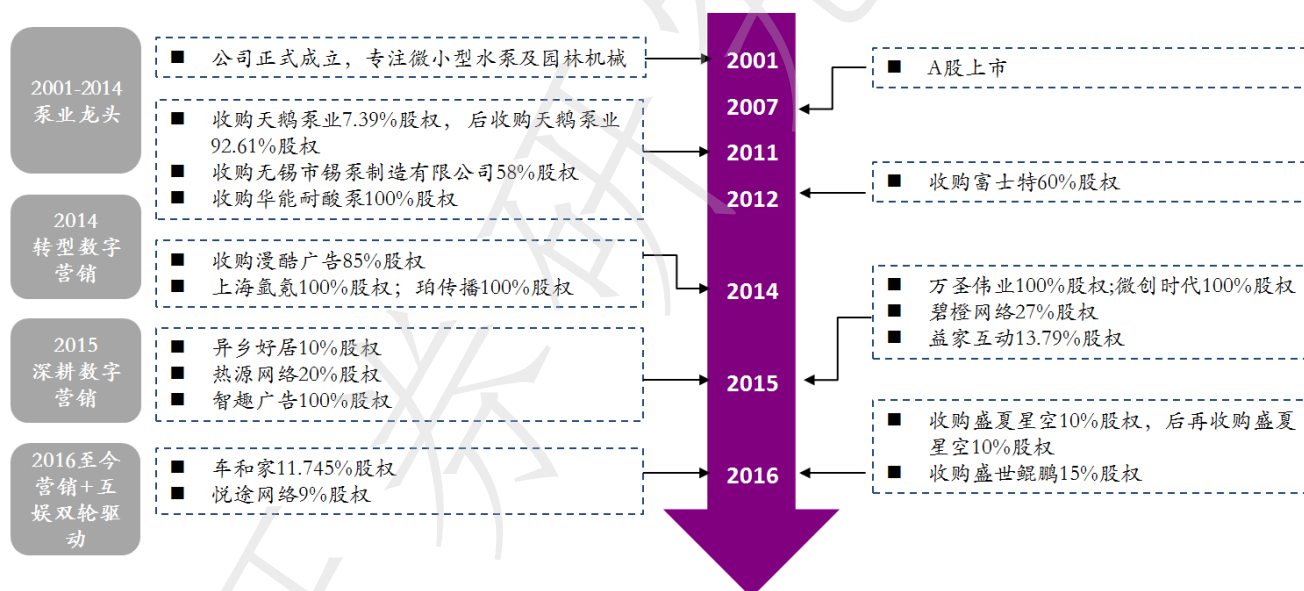 2001-2014
泵业龙头
2014
转型数字
营销
2015
深耕数字
营销
2016至今
营销+互
娱双轮驱
动
■ 公司正式成立，专注微小型水泵及园林机械
■ 收购天鹅泵业7.39%股权，后收购天鹅泵业
92.61%股权
■ 收购无锡市锡泵制造有限公司58%股权
■ 收购华能耐酸泵100%股权
■ 收购漫酷广告85%股权
■ 上海氩氪100%股权；琥珀传播100%股权
■ 异乡好居10%股权
■ 热源网络20%股权
■ 智趣广告100%股权
■ 车和家11.745%股权
■ 悦途网络9%股权
2001
2007
2011
2012
2014
2015
2016
■ A股上市
■ 收购富士特60%股权
■ 万圣伟业100%股权;微创时代100%股权
■ 碧橙网络27%股权
■ 益家互动13.79%股权
■ 收购盛夏星空10%股权，后再收购盛夏
星空10%股权
■ 收购盛世鲲鹏15%股权